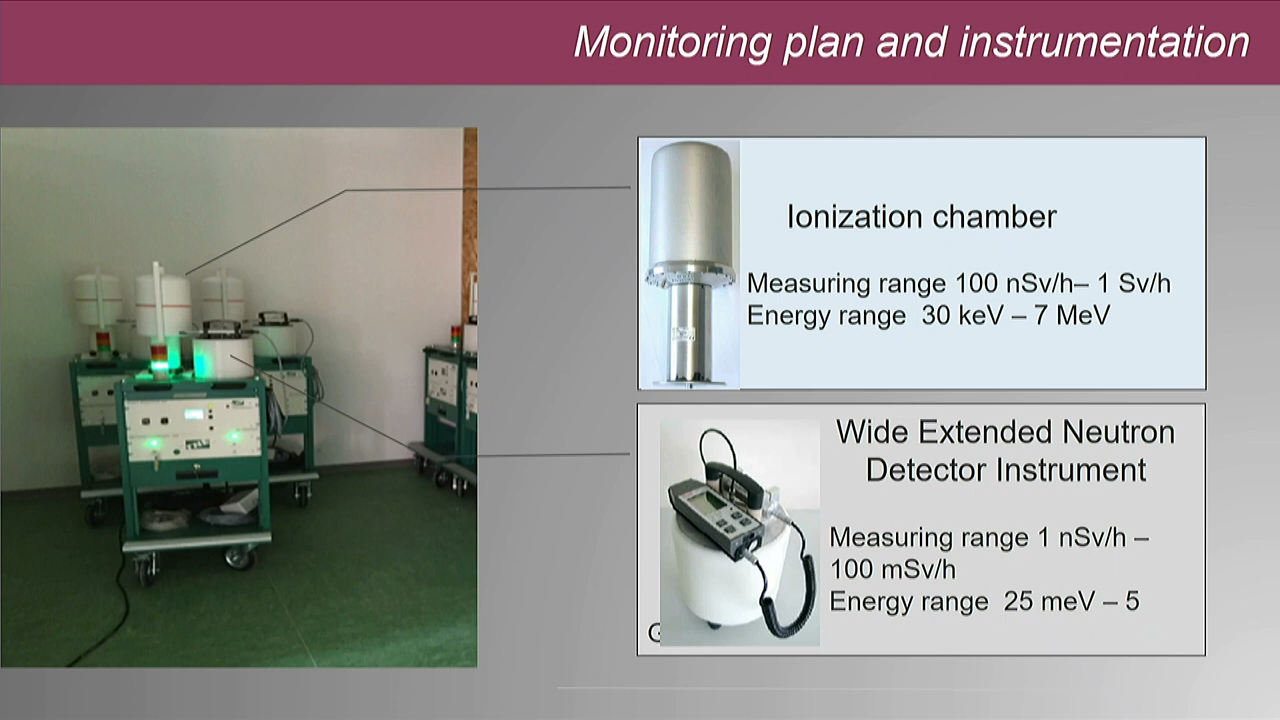 Monitoring plan and instrumentation
Ionization chamber
Measuring range 100 nSv/h– 1 Sv/h
Energy range 30 keV – 7 MeV
Wide Extended Neutron
Detector Instrument
Measuring range 1 nSv/h –
100 mSv/h
Energy range 25 meV – 5
G